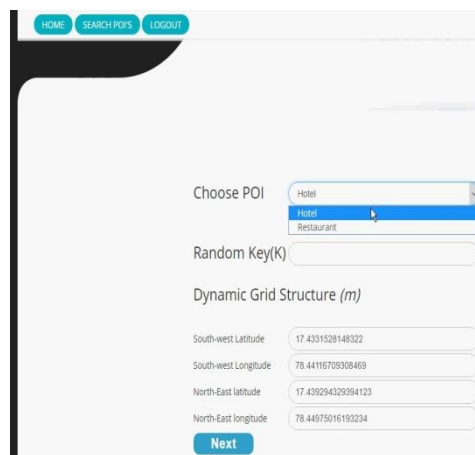 HOME SEARCH POI'S LOGOUT
Choose POI Hotel
Hotel
Restaurant
Random Key(K)
Dynamic Grid Structure (m)
South-west Latitude 17.4331528148322
South-west Longitude 78.44116709308469
North-East latitude 17.439294329394123
North-East longitude 78.44975016193234
Next